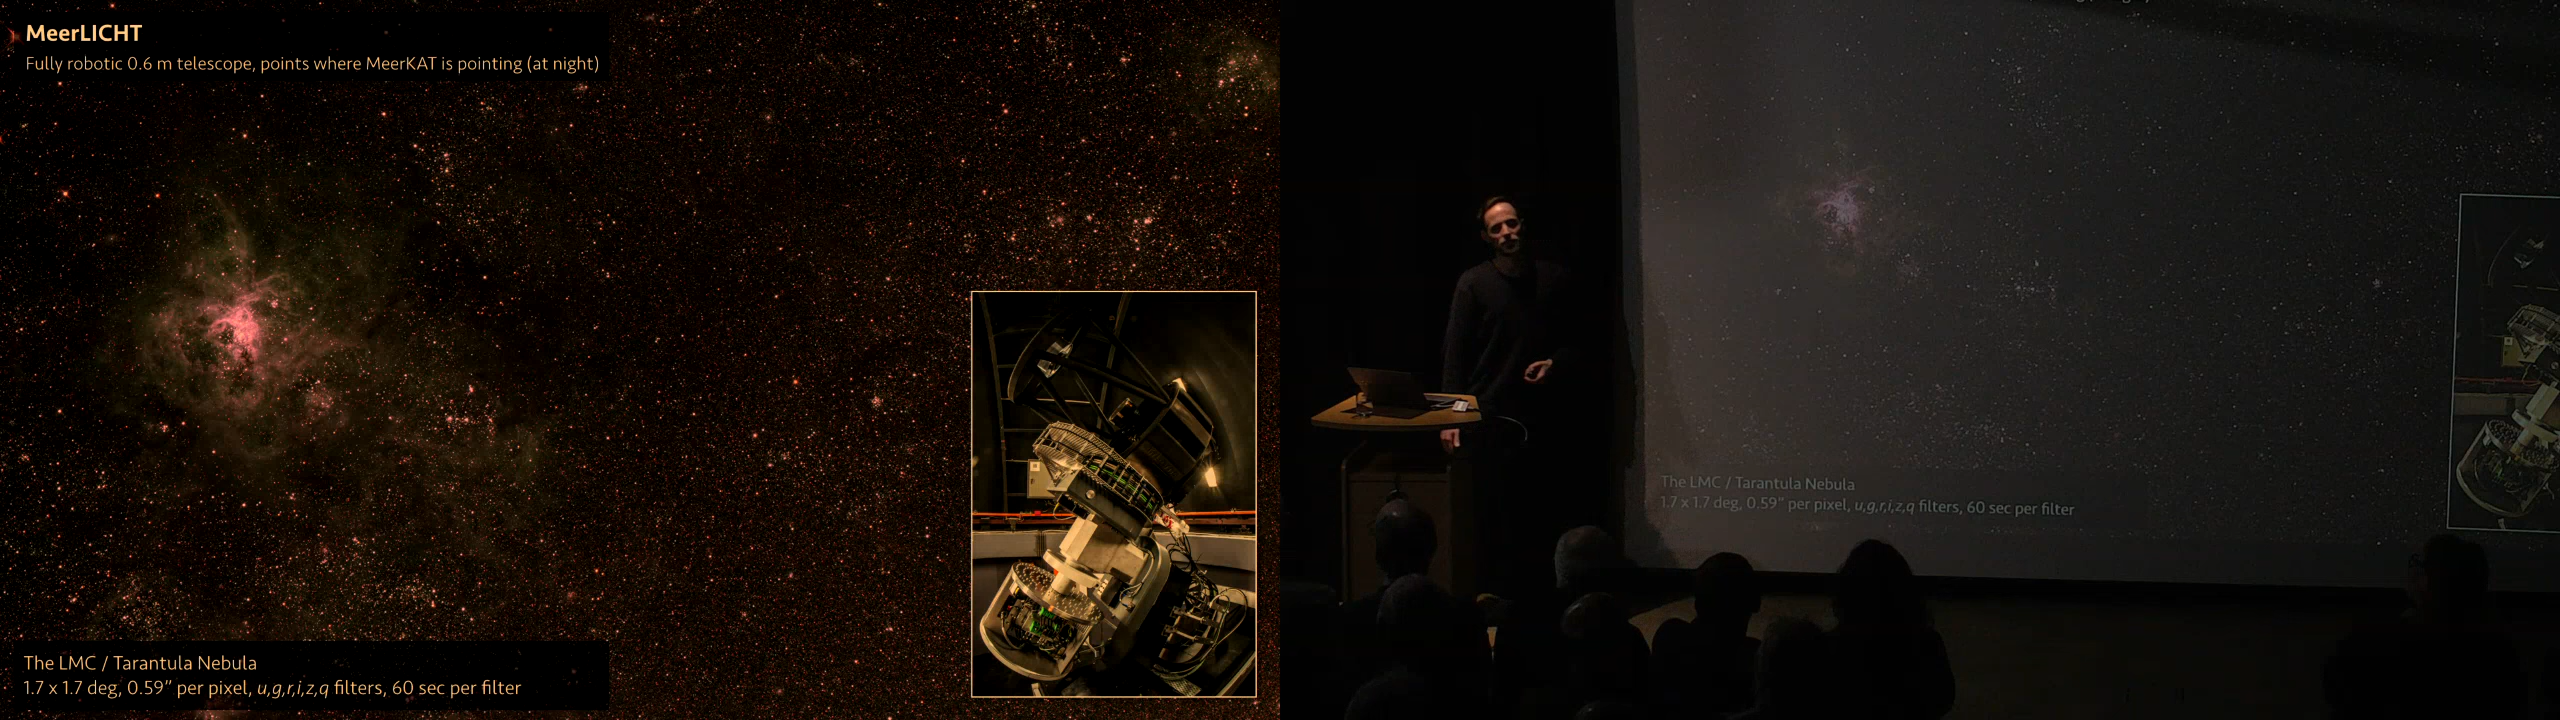 MeerLICHT
Fully robotic 0.6 m telescope, points where MeerKAT is pointing (at night)
The LMC / Tarantula Nebula
1.7 x 1.7 deg, 0.59” per pixel, u,g,r,i,z,q filters, 60 sec per filter
The LMC / Tarantula Nebula
1.7 x 1.7 deg, 0.59” per pixel, u,g,r,i,z,q filters, 60 sec per filter